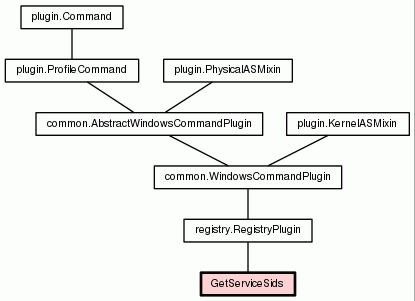 plugin.Command
plugin.ProfileCommand
plugin.PhysicalASMixin
common.AbstractWindowsCommandPlugin
plugin.KernelASMixin
common.WindowsCommandPlugin
registry.RegistryPlugin
GetServiceSids